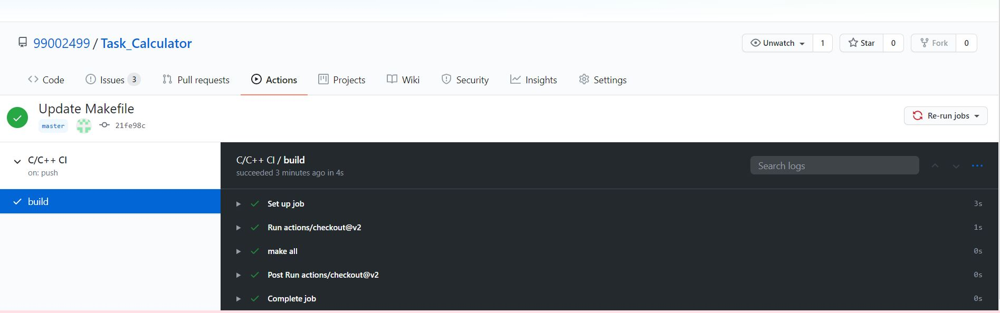 99002499 / Task_Calculator
Unwatch 1 Star 0 Fork 0
Code Issues 3 Pull requests Actions Projects Wiki Security Insights Settings
Update Makefile
master 21fe98c
Re-run jobs
C/C++ CI
on: push
build
C/C++ CI / build
succeeded 3 minutes ago in 4s
Search logs
Set up job 3s
Run actions/checkout@v2 1s
make all 0s
Post Run actions/checkout@v2 0s
Complete job 0s